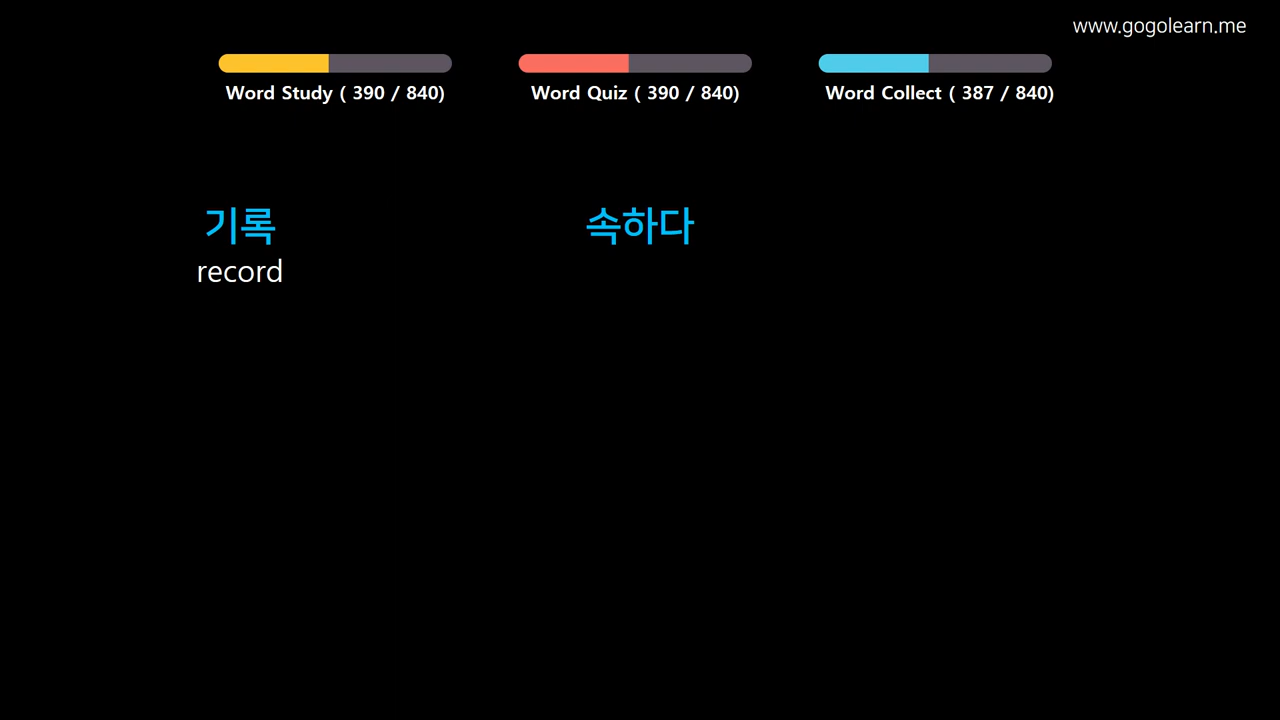 www.gogolearn.me
Word Study ( 390 / 840)
Word Quiz ( 390 / 840)
Word Collect ( 387 / 840)
기록
record
속하다